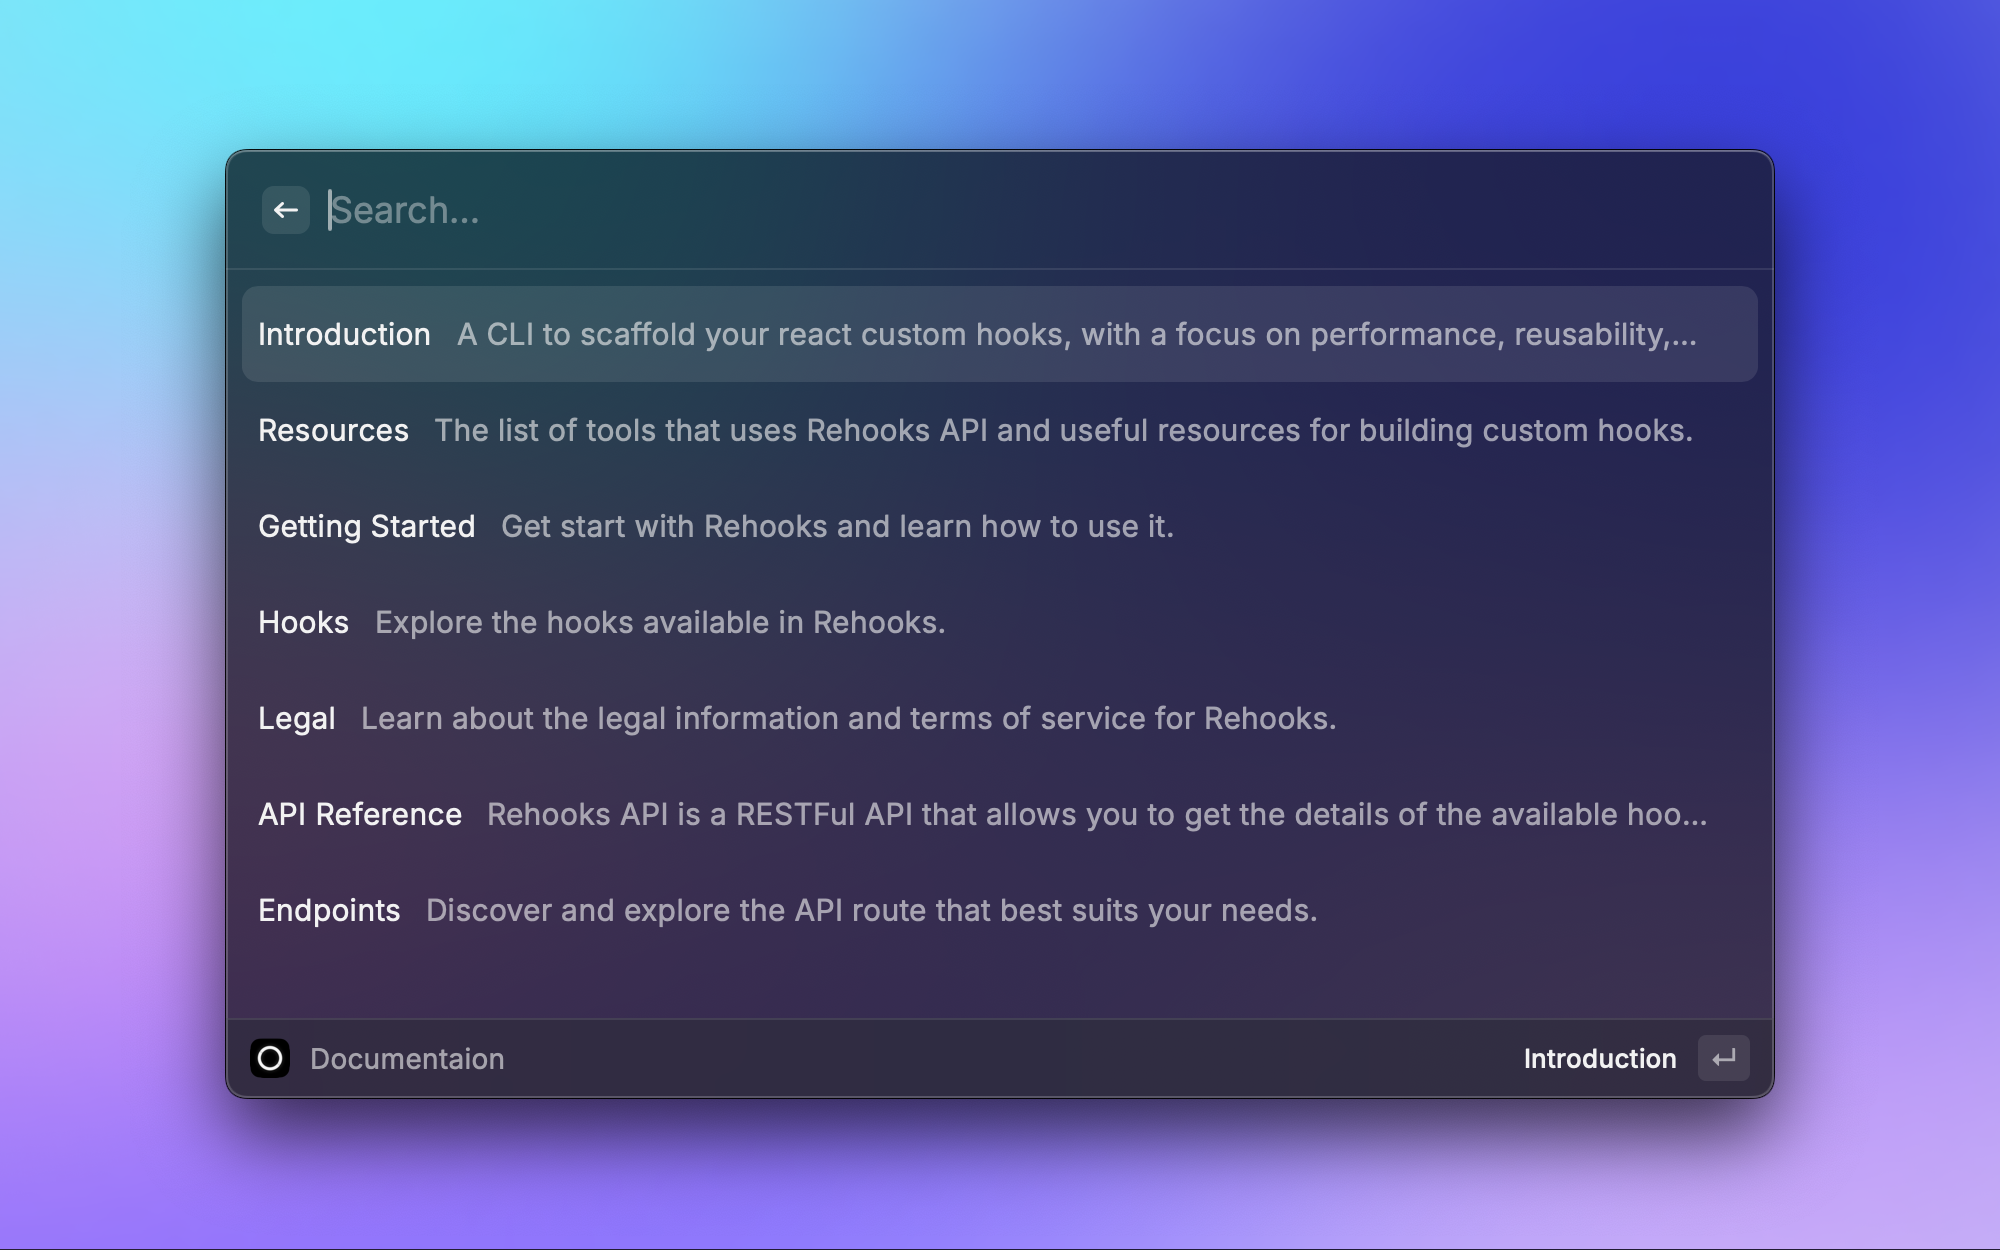 Search...
Introduction A CLI to scaffold your react custom hooks, with a focus on performance, reusability,...
Resources The list of tools that uses Rehooks API and useful resources for building custom hooks.
Getting Started Get start with Rehooks and learn how to use it.
Hooks Explore the hooks available in Rehooks.
Legal Learn about the legal information and terms of service for Rehooks.
API Reference Rehooks API is a RESTFul API that allows you to get the details of the available hoo...
Endpoints Discover and explore the API route that best suits your needs.
Documentaion Introduction